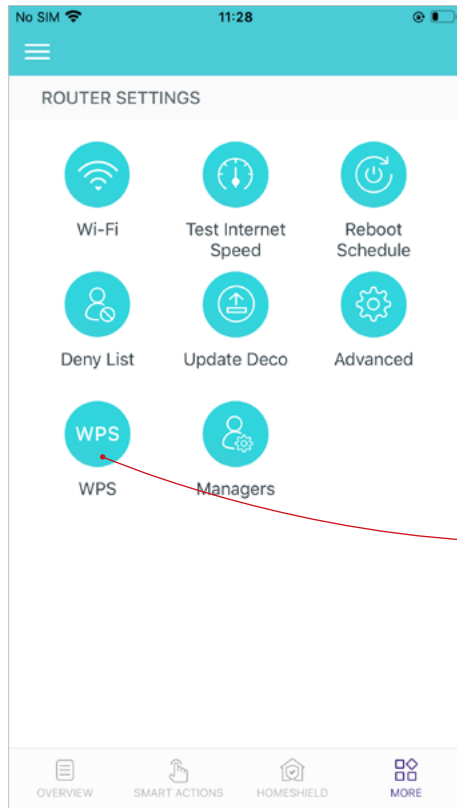 No SIM 11:28
ROUTER SETTINGS
Wi-Fi Test Internet Reboot
Speed Schedule
Deny List Update Deco Advanced
WPS
WPS Managers
OVERVIEW SMART ACTIONS HOMESHIELD MORE